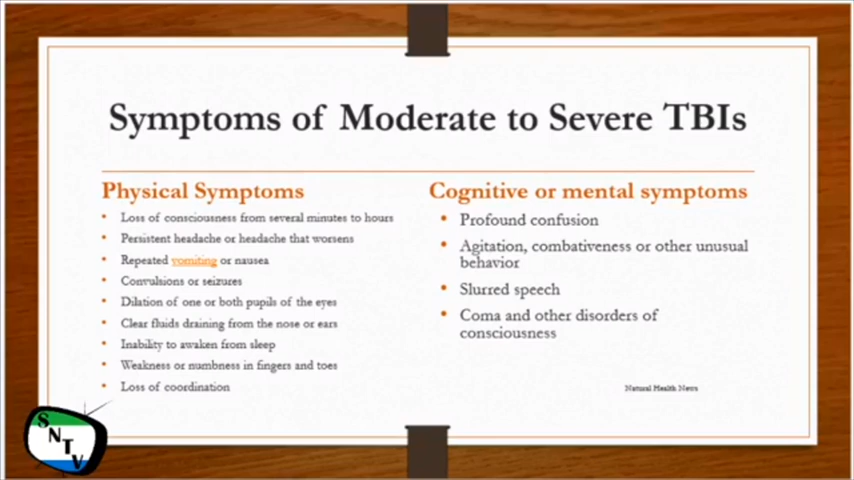 Symptoms of Moderate to Severe TBIs
Physical Symptoms
Loss of consciousness from several minutes to hours
Persistent headache or headache that worsens
Repeated vomiting or nausea
Convulsions or seizures
Dilation of one or both pupils of the eyes
Clear fluids draining from the nose or ears
Inability to awaken from sleep
Weakness or numbness in fingers and toes
Loss of coordination
Cognitive or mental symptoms
Profound confusion
Agitation, combativeness or other unusual
behavior
Slurred speech
Coma and other disorders of
consciousness
Natural Health News
SNTV